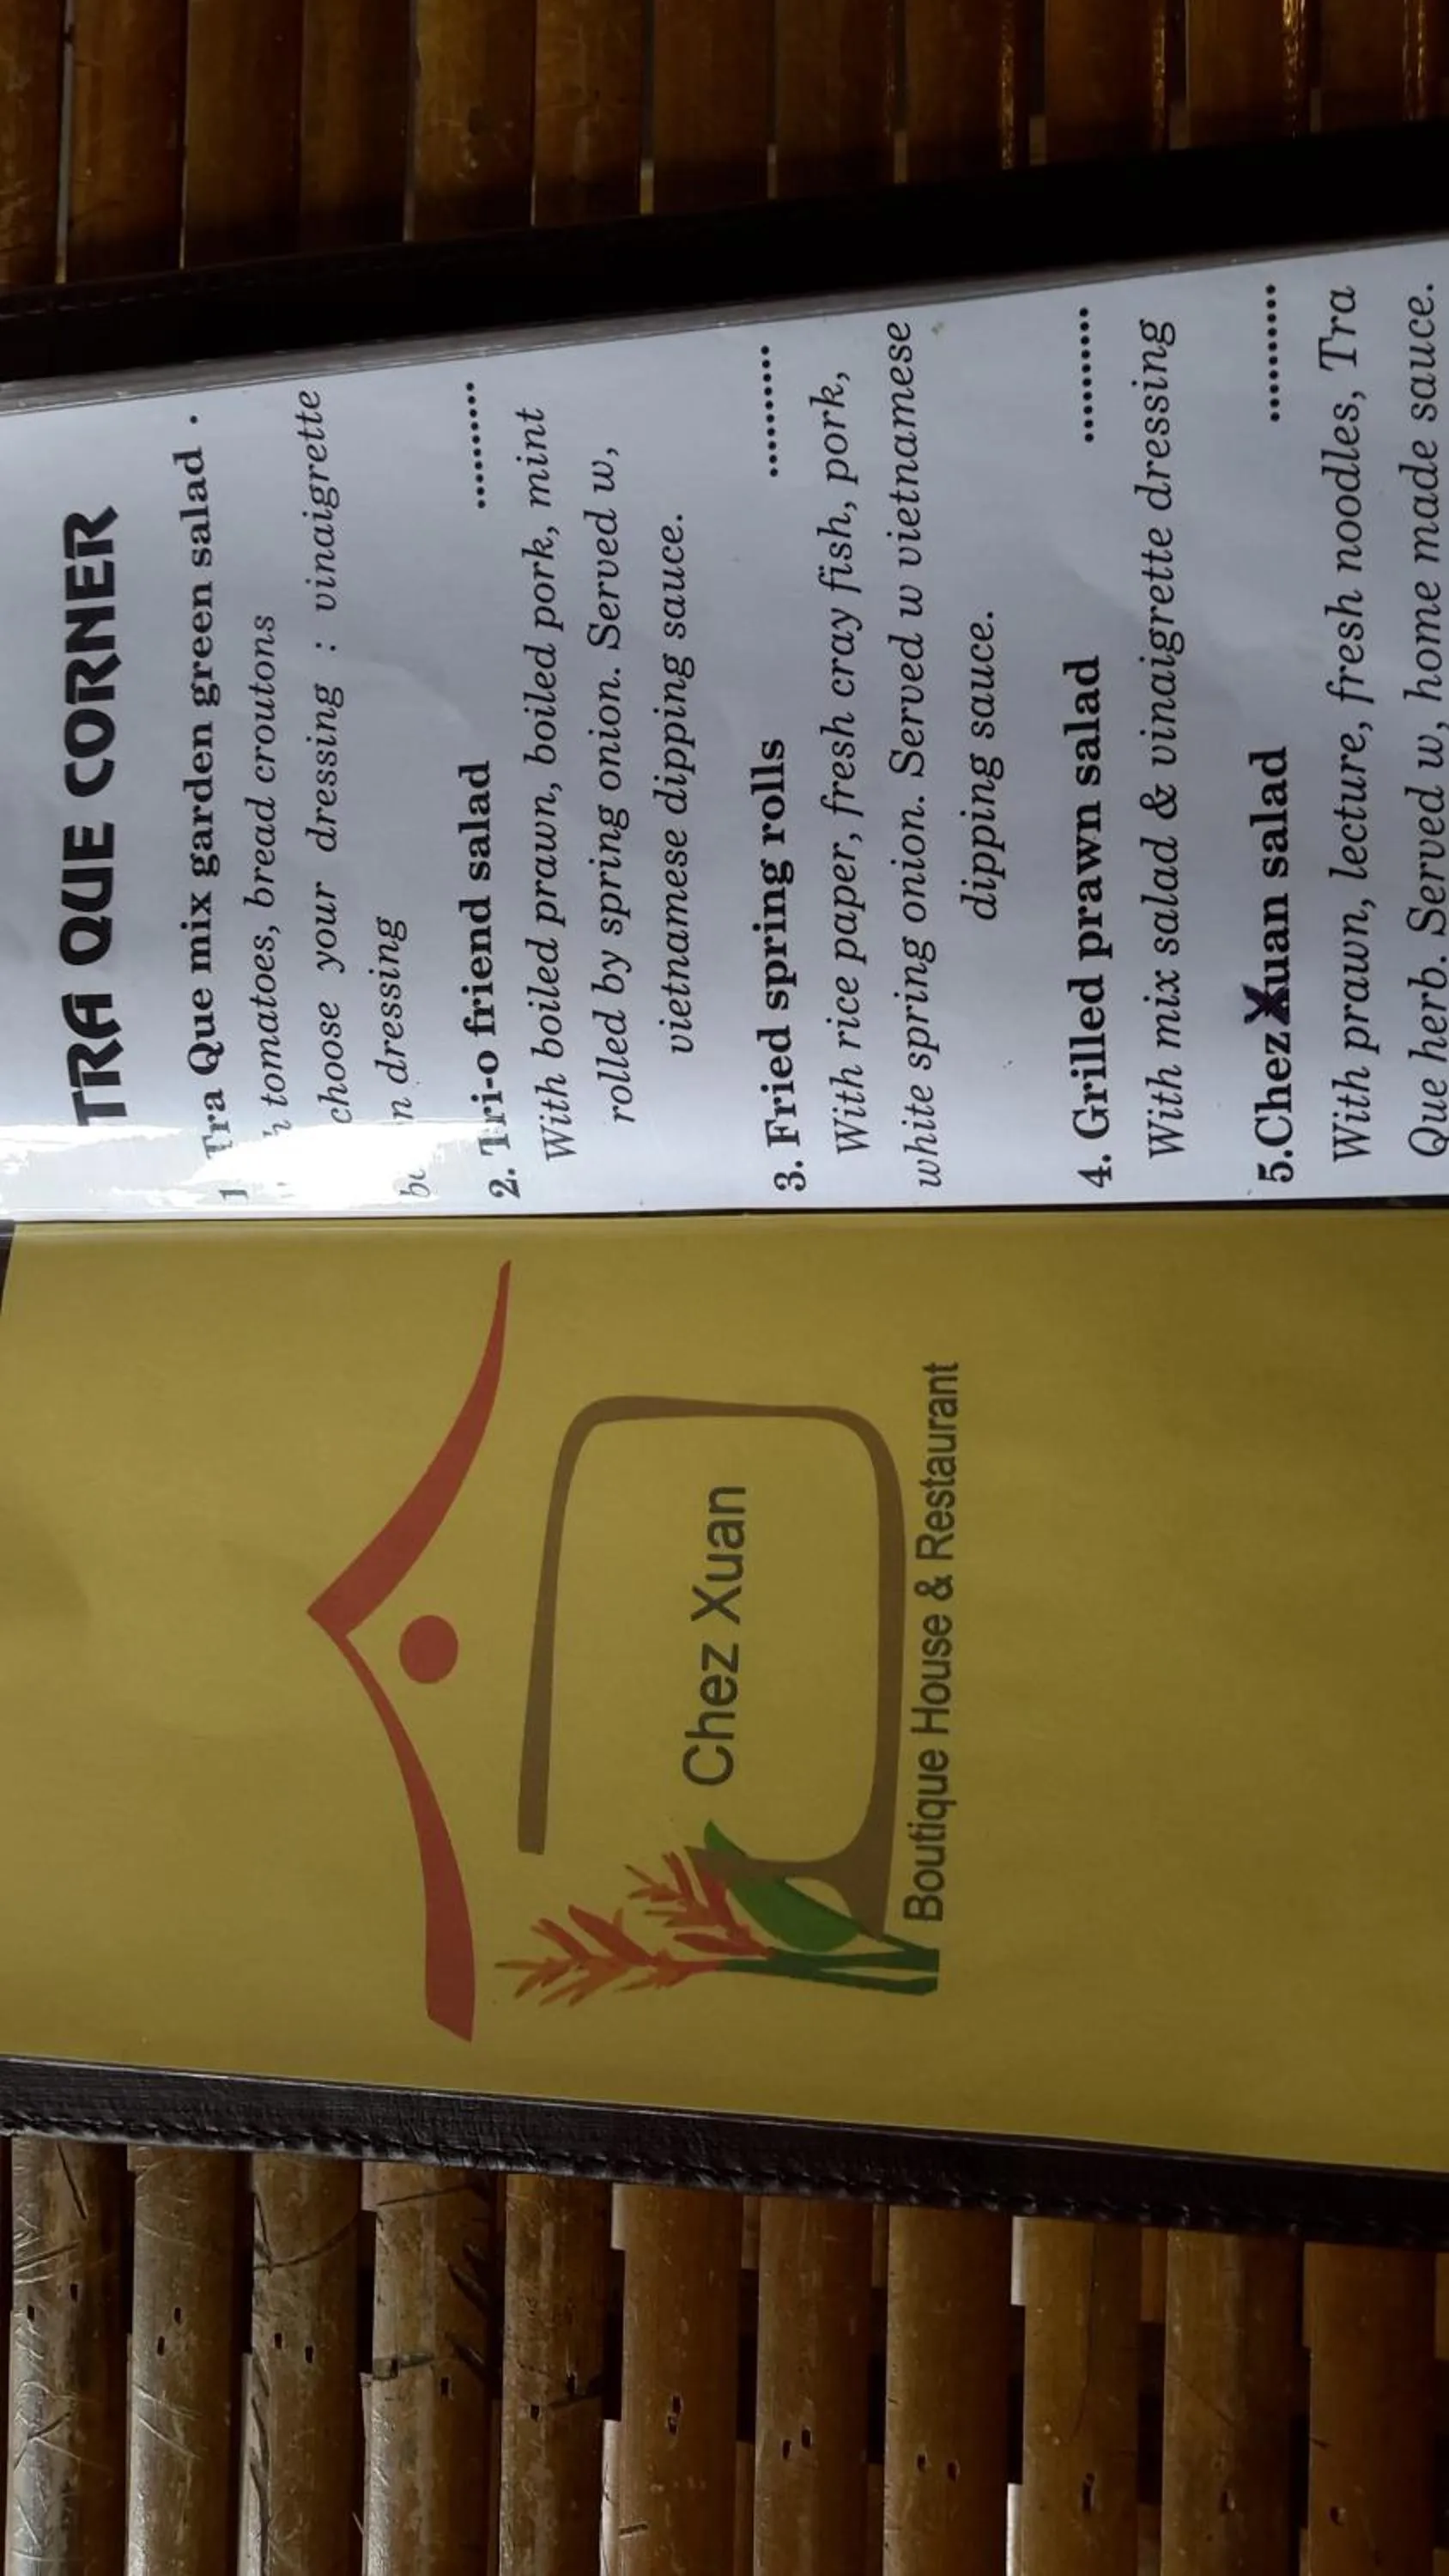 Chez Xuan
Boutique House & Restaurant
TRA QUE CORNER
1 Tra Que mix garden green salad .
tomatoes, bread croutons
choose your dressing : vinaigrette
dressing
2. Tri-o friend salad ..........
With boiled prawn, boiled pork, mint
rolled by spring onion. Served w,
vietnamese dipping sauce.
3. Fried spring rolls ..........
With rice paper, fresh cray fish, pork,
white spring onion. Served w vietnamese
dipping sauce.
4. Grilled prawn salad ..........
With mix salad & vinaigrette dressing
5.Chez Xuan salad ..........
With prawn, lecture, fresh noodles, Tra
Que herb. Served w, home made sauce.